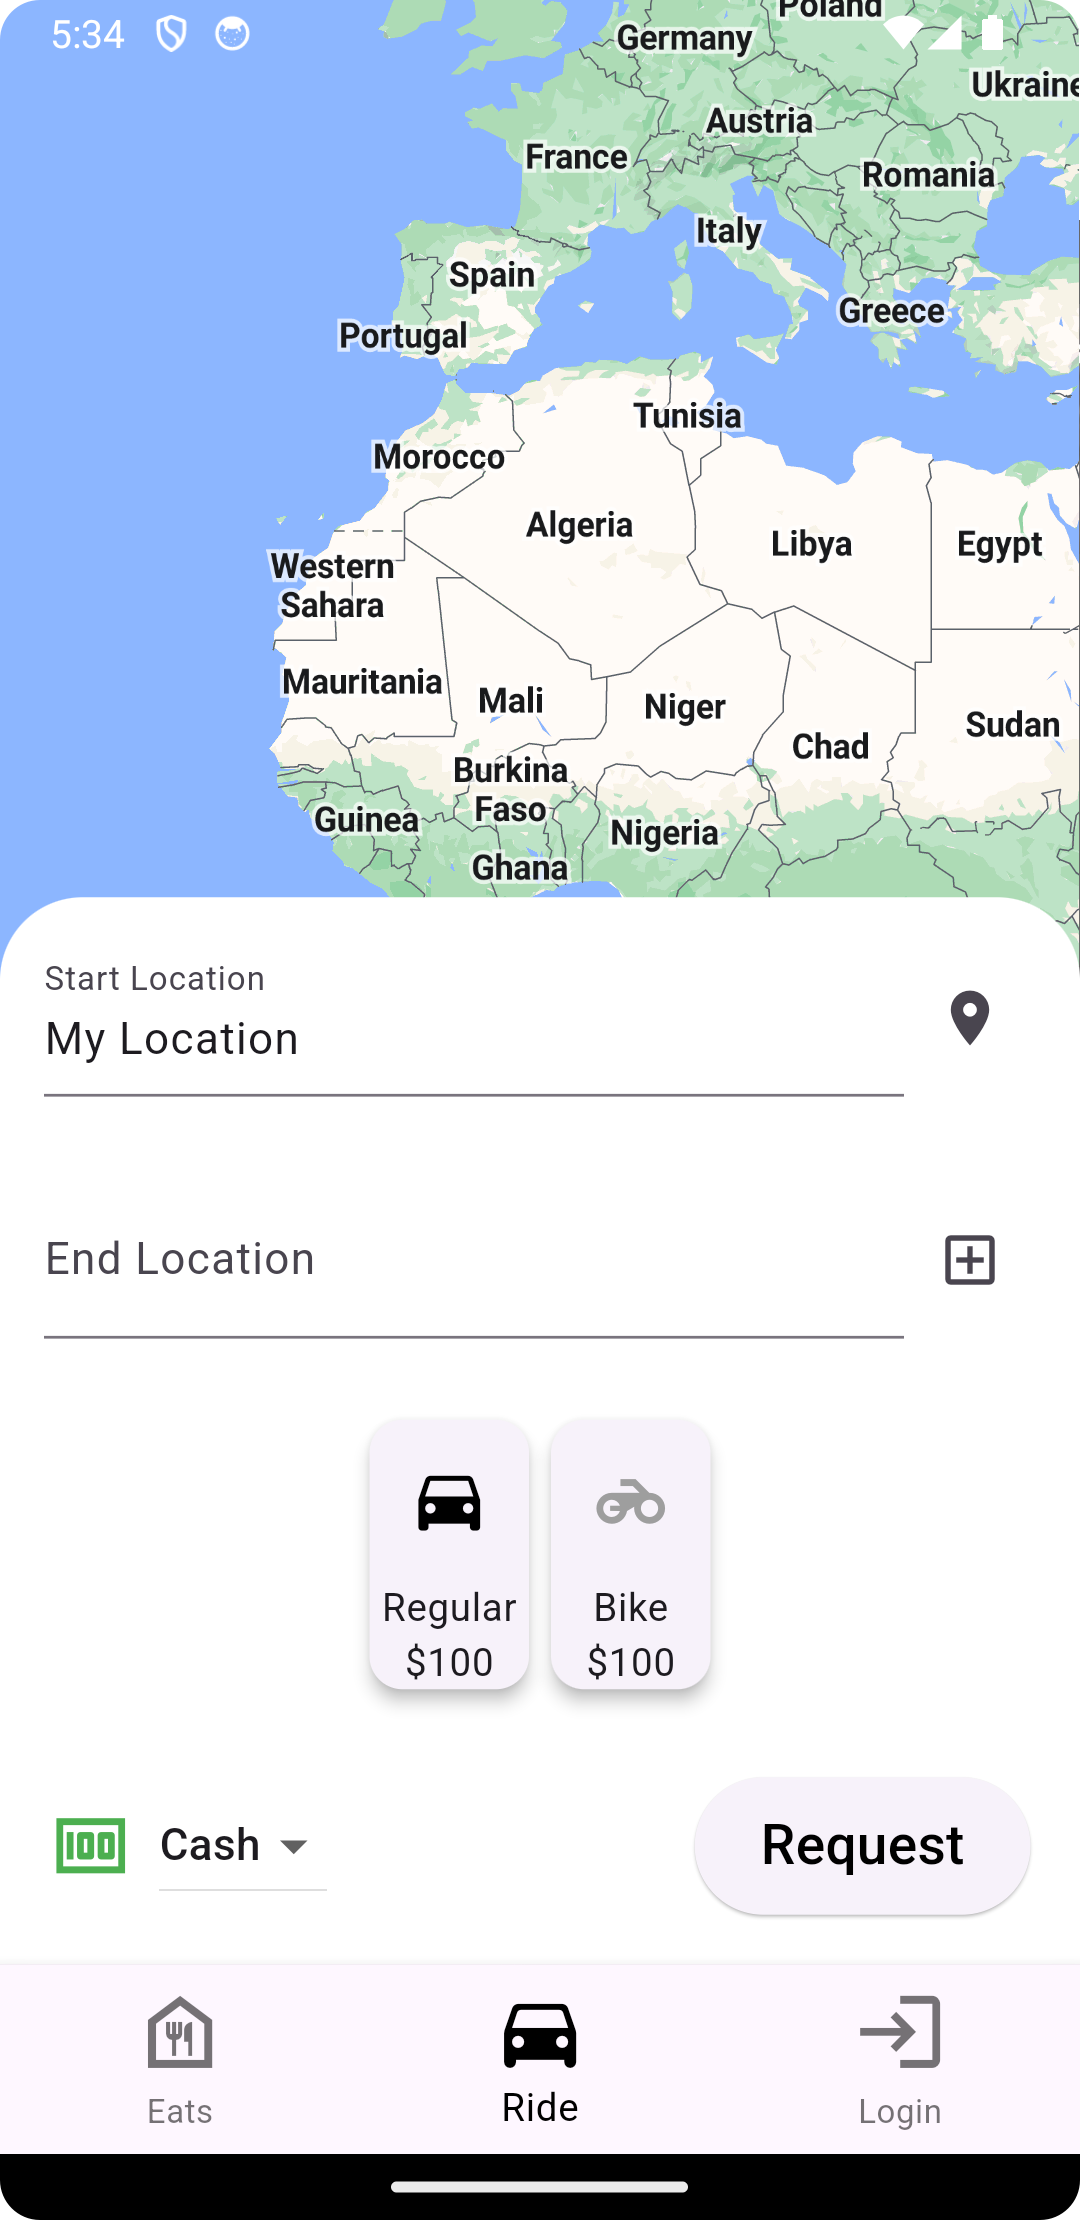 5:34
Poland
Germany
Ukraine
Austria
France
Romania
Italy
Spain
Greece
Portugal
Tunisia
Morocco
Algeria
Libya
Egypt
Western
Sahara
Mauritania
Mali
Niger
Sudan
Chad
Burkina
Faso
Guinea
Nigeria
Ghana
Start Location
My Location
End Location
Regular
$100
Bike
$100
100
Cash
Request
Eats
Ride
Login